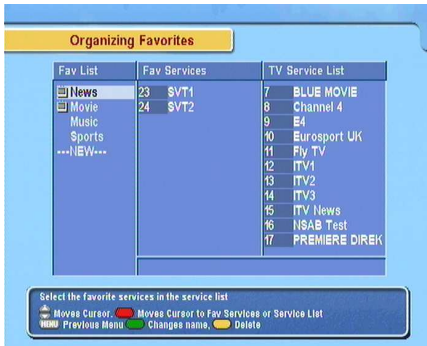 Organizing Favorites
Fav List
News
Movie
Music
Sports
---NEW---
Fav Services
23 SVT1
24 SVT2
TV Service List
7 BLUE MOVIE
8 Channel 4
9 E4
10 Eurosport UK
11 Fly TV
12 ITV1
13 ITV2
14 ITV3
15 ITV News
16 NSAB Test
17 PREMIERE DIREK
Select the favorite services in the service list
Moves Cursor, Moves Cursor to Fav Services or Service List
MENU Previous Menu Changes name, Delete